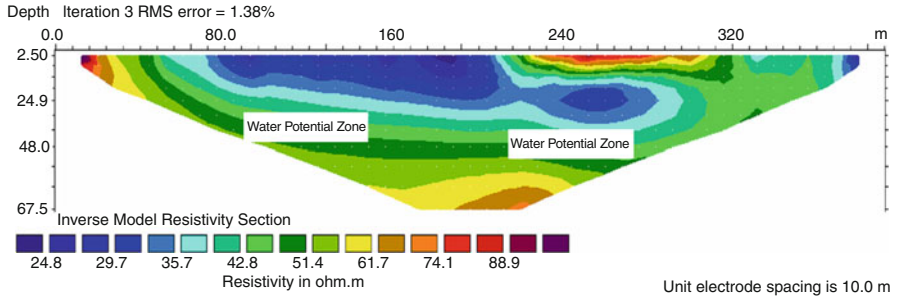 Depth Iteration 3 RMS error = 1.38%
0.0 80.0 160 240 320 m
2.50
24.9
48.0
67.5
Water Potential Zone
Water Potential Zone
Inverse Model Resistivity Section
24.8 29.7 35.7 42.8 51.4 61.7 74.1 88.9
Resistivity in ohm.m
Unit electrode spacing is 10.0 m